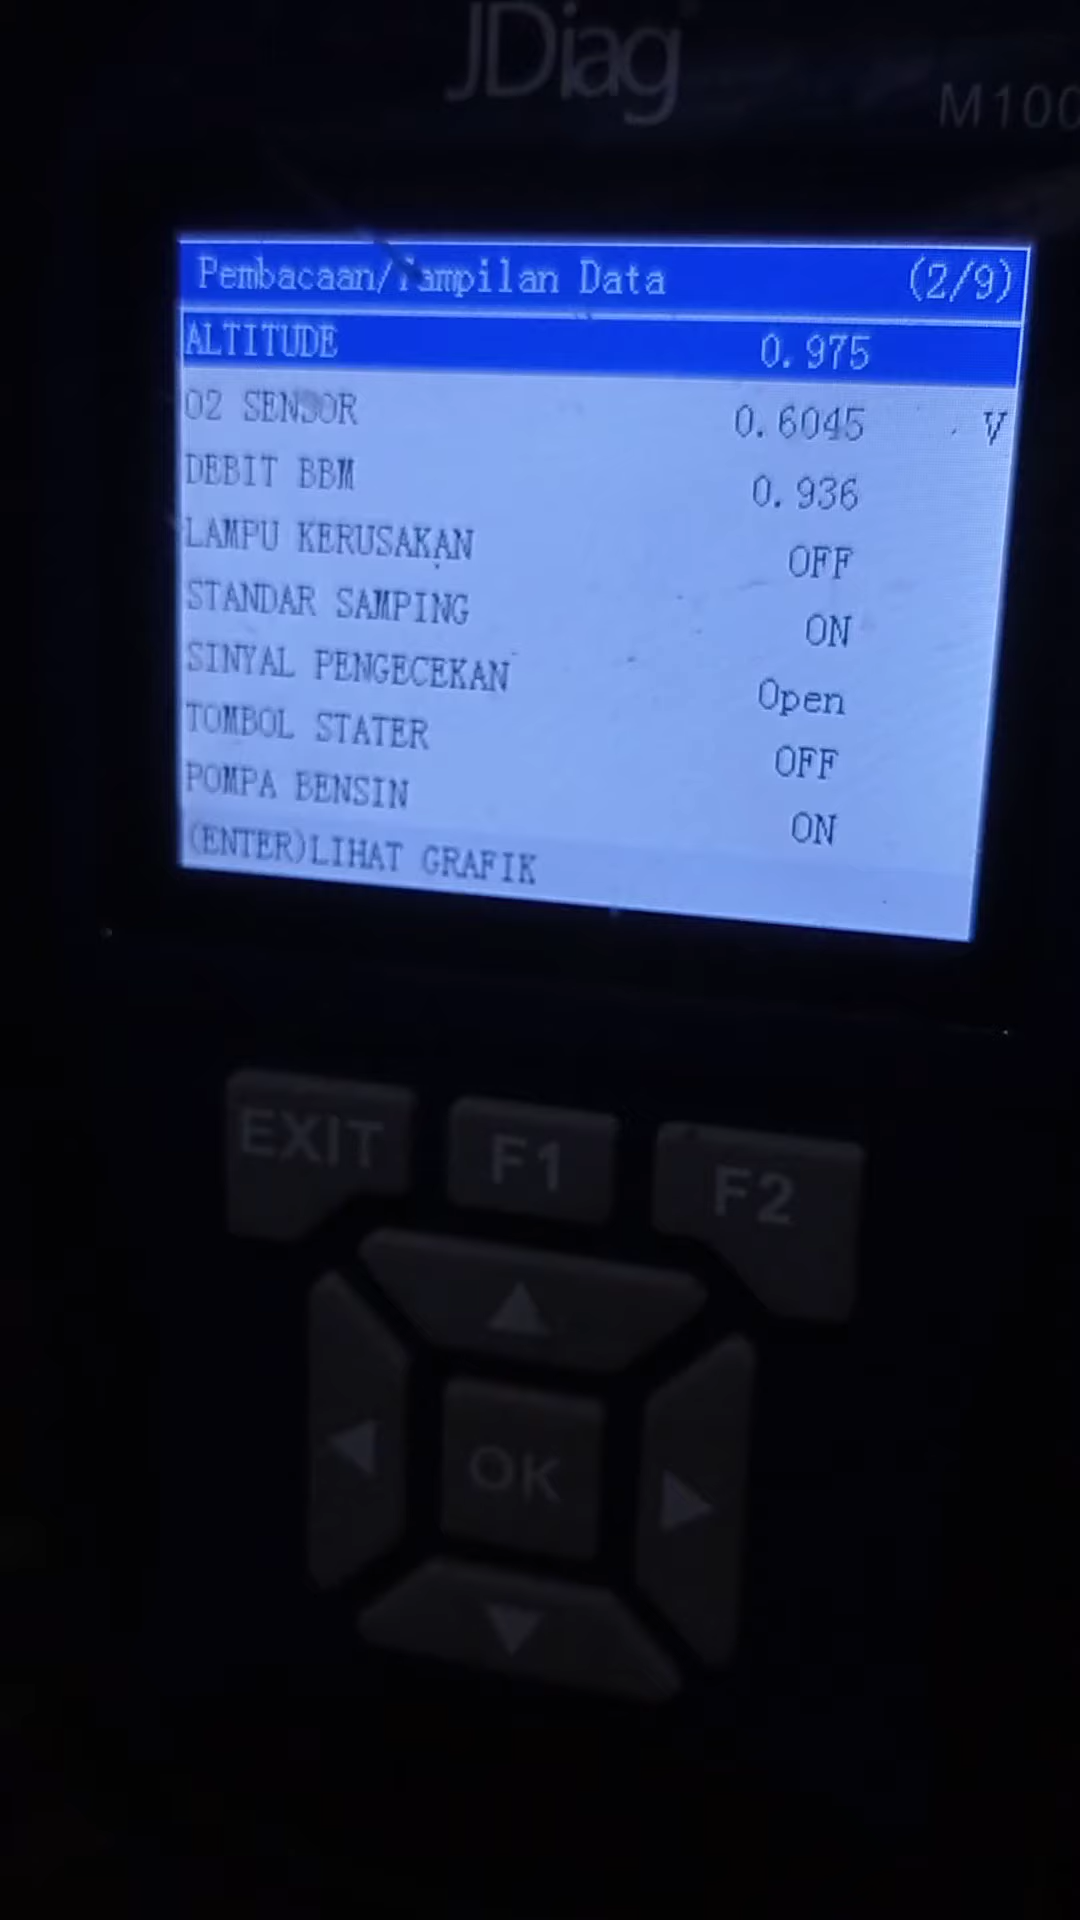 JDiag
M100
Pembacaan/Tampilan Data (2/9)
ALTITUDE 0.975
O2 SENSOR 0.6045 V
DEBIT BBM 0.936
LAMPU KERUSAKAN OFF
STANDAR SAMPING ON
SINYAL PENGECEKAN Open
TOMBOL STATER OFF
POMPA BENSIN ON
(ENTER)LIHAT GRAFIK
EXIT F1 F2
OK